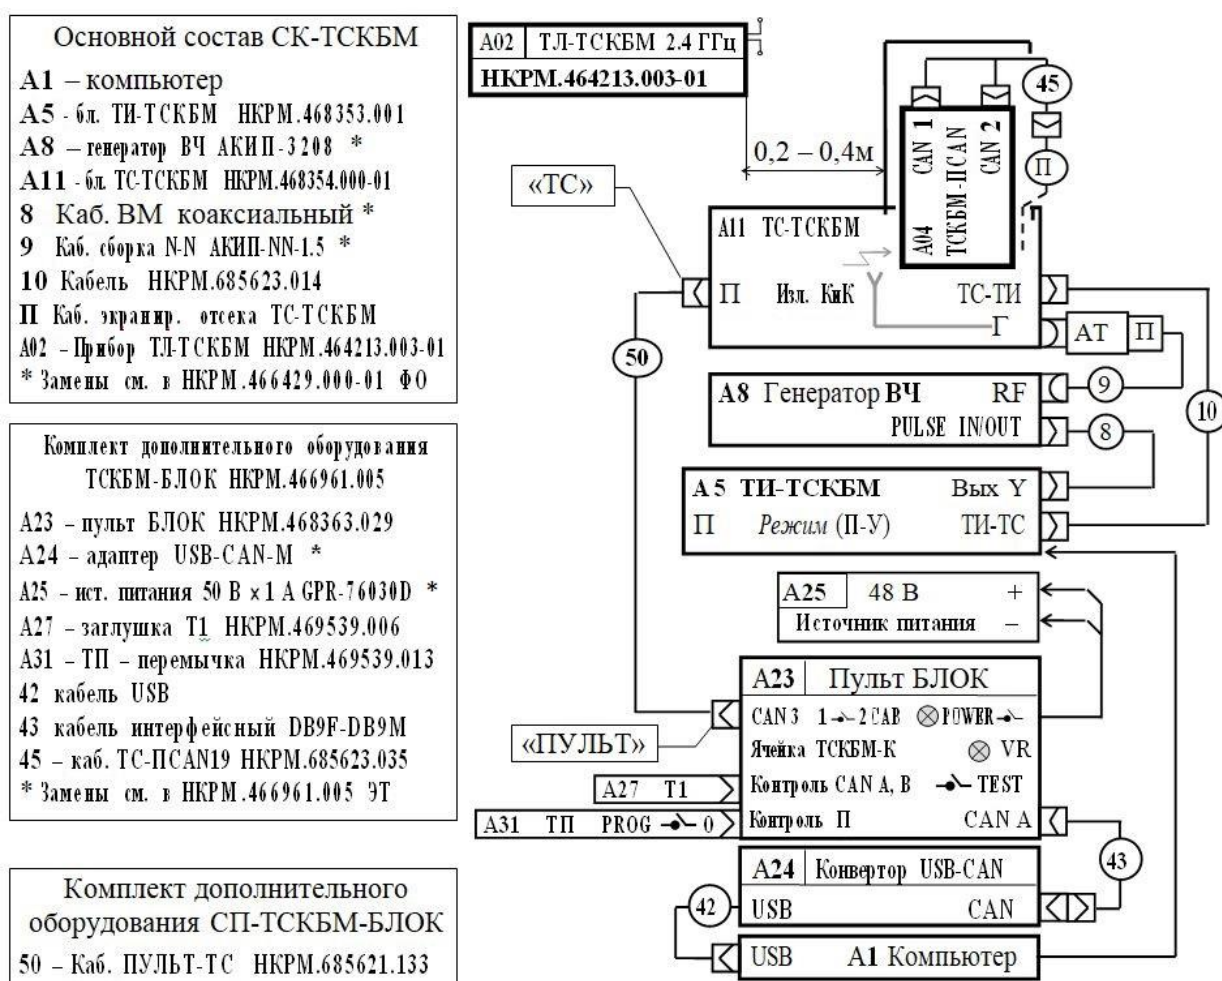 Основной состав СК-ТСКБМ
А1 – компьютер
А5 - бл. ТИ-ТСКБМ НКРМ.468353.001
А8 – генератор ВЧ АКИП-3208 *
А11 - бл. ТС-ТСКБМ НКРМ.468354.000-01
8 Каб. ВМ коаксиальный *
9 Каб. сборка N-N АКИП-NN-1.5 *
10 Кабель НКРМ.685623.014
П Каб. экранир. отсека ТС-ТСКБМ
А02 – Прибор ТЛ-ТСКБМ НКРМ.464213.003-01
* Замены см. в НКРМ.466429.000-01 ФО
Комплект дополнительного оборудования
ТСКБМ-БЛОК НКРМ.466961.005
А23 – пульт БЛОК НКРМ.468363.029
А24 – адаптер USB-CAN-M *
А25 – ист. питания 50 В × 1 А GPR-76030D *
А27 – заглушка Т1 НКРМ.469539.006
А31 – ТП – перемычка НКРМ.469539.013
42 кабель USB
43 кабель интерфейсный DB9F-DB9M
45 – каб. ТС-ПCAN19 НКРМ.685623.035
* Замены см. в НКРМ.466961.005 ЭТ
Комплект дополнительного
оборудования СП-ТСКБМ-БЛОК
50 – Каб. ПУЛЬТ-ТС НКРМ.685621.133
А02 ТЛ-ТСКБМ 2.4 ГГц
НКРМ.464213.003-01
0,2 – 0,4м
45
П
CAN 1
CAN 2
А04 ТСКБМ-ПCAN
«ТС»
А11 ТС-ТСКБМ
П Изл. КиК ТС-ТИ
Г
АТ П
50
А8 Генератор ВЧ RF
PULSE IN/OUT
9
8
10
А5 ТИ-ТСКБМ Вых Y
П Режим (П-У) ТИ-ТС
А25 48 В +
Источник питания –
А23 Пульт БЛОК
CAN 3 1 2 CAB POWER
Ячейка ТСКБМ-К VR
Контроль CAN A, B TEST
Контроль П CAN A
«ПУЛЬТ»
А27 Т1
А31 ТП PROG 0
43
А24 Конвертор USB-CAN
USB CAN
42
USB А1 Компьютер